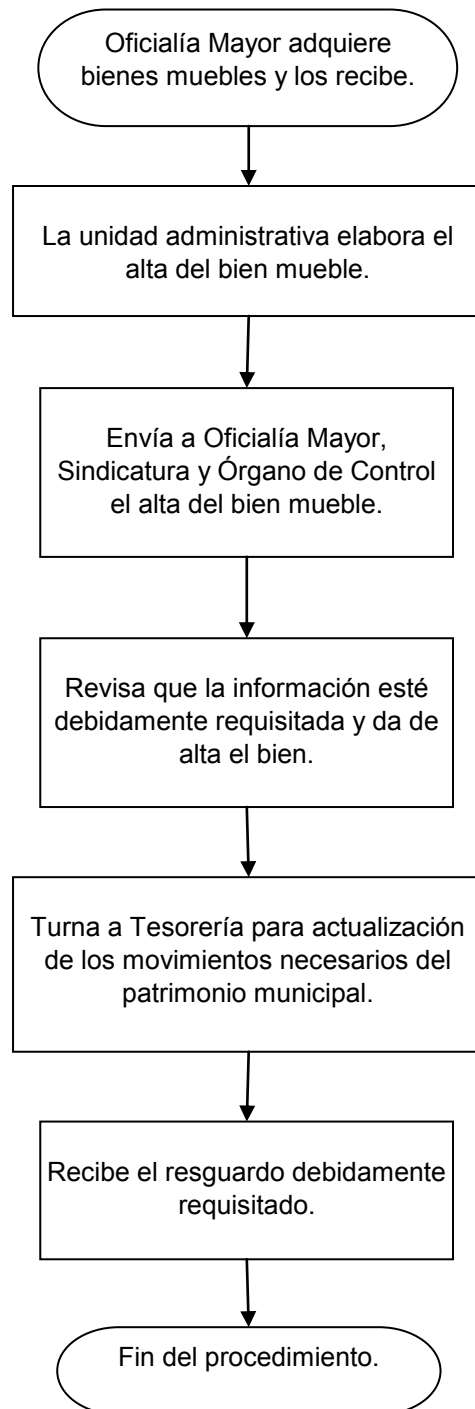 Oficialía Mayor adquiere
bienes muebles y los recibe.
La unidad administrativa elabora el
alta del bien mueble.
Envía a Oficialía Mayor,
Sindicatura y Órgano de Control
el alta del bien mueble.
Revisa que la información esté
debidamente requisitada y da de
alta el bien.
Turna a Tesorería para actualización
de los movimientos necesarios del
patrimonio municipal.
Recibe el resguardo debidamente
requisitado.
Fin del procedimiento.